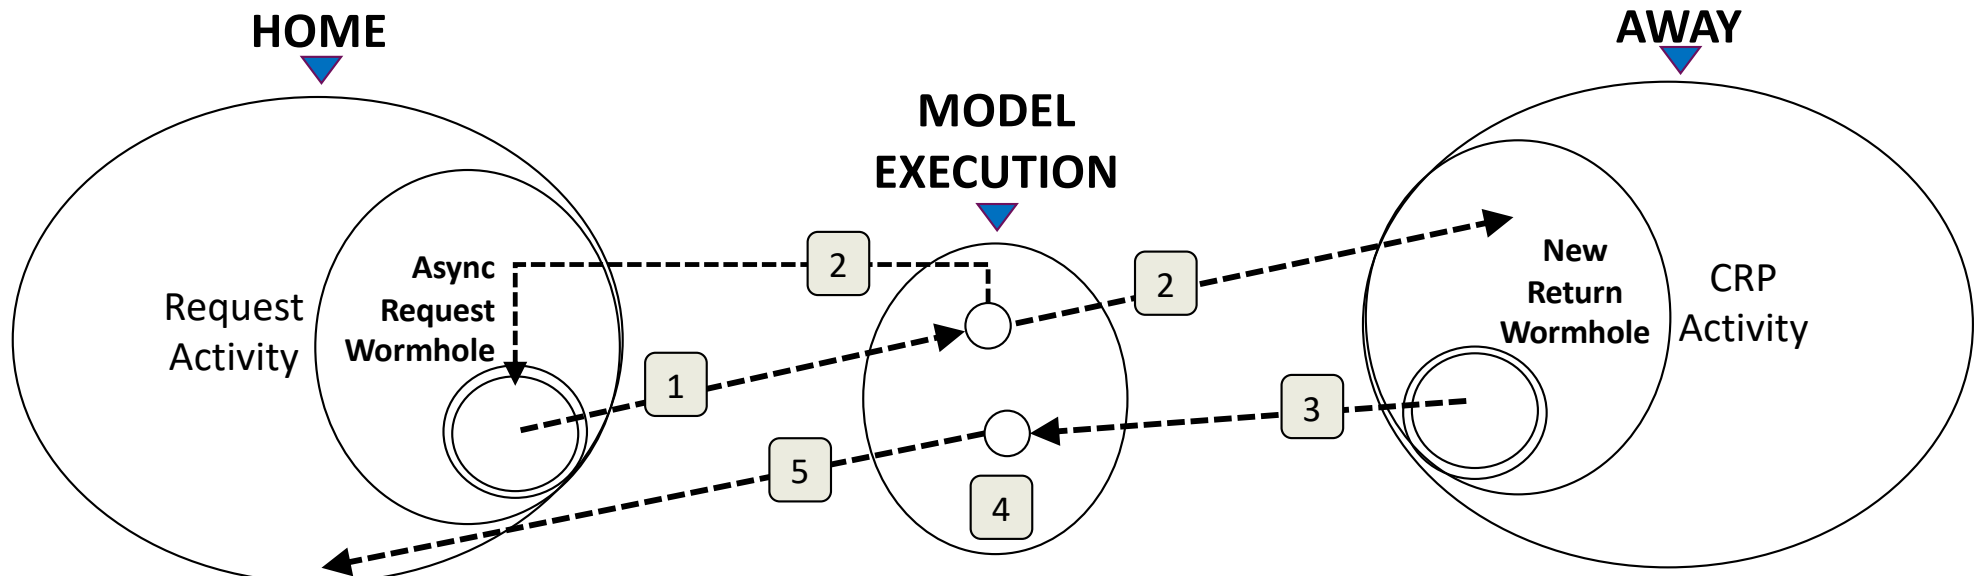 HOME
AWAY
MODEL
EXECUTION
Request
Activity
Async
Request
Wormhole
2
2
1
New
Return
Wormhole
CRP
Activity
3
5
4